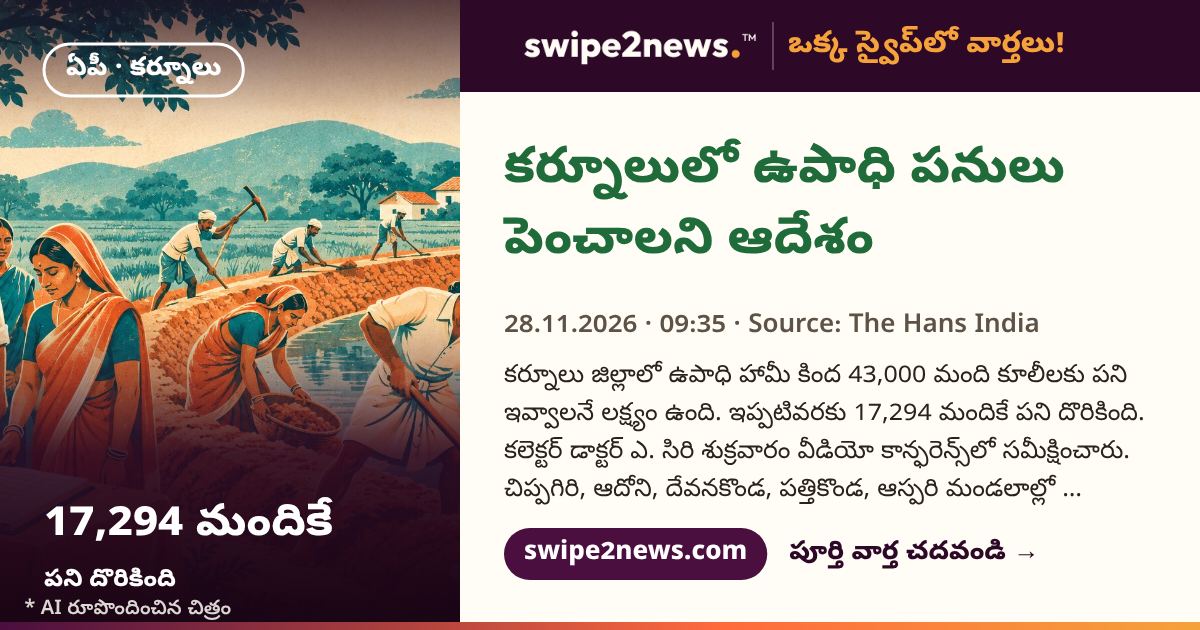 ఏపీ · కర్నూలు
swipe2news.™
ఒక్క స్వైప్‌లో వార్తలు!
కర్నూలులో ఉపాధి పనులు
పెంచాలని ఆదేశం
28.11.2026 · 09:35 · Source: The Hans India
కర్నూలు జిల్లాలో ఉపాధి హామీ కింద 43,000 మంది కూలీలకు పని
ఇవ్వాలనే లక్ష్యం ఉంది. ఇప్పటివరకు 17,294 మందికే పని దొరికింది.
కలెక్టర్ డాక్టర్ ఎ. సిరి శుక్రవారం వీడియో కాన్ఫరెన్స్‌లో సమీక్షించారు.
చిప్పగిరి, ఆదోని, దేవనకొండ, పత్తికొండ, ఆస్పరి మండలాల్లో ...
17,294 మందికే
పని దొరికింది
* AI రూపొందించిన చిత్రం
swipe2news.com
పూర్తి వార్త చదవండి →